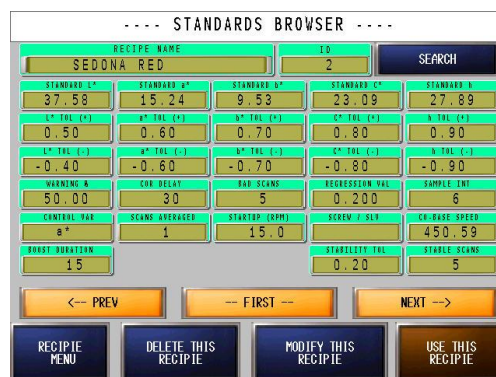 ---- STANDARDS BROWSER ----
RECIPE NAME ID
SEDONA RED 2 SEARCH
STANDARD L* STANDARD a* STANDARD b* STANDARD C* STANDARD h
37.58 15.24 9.53 23.09 27.89
L* TOL (+) a* TOL (+) b* TOL (+) C* TOL (+) h TOL (+)
0.50 0.60 0.70 0.80 0.90
L* TOL (-) a* TOL (-) b* TOL (-) C* TOL (-) h TOL (-)
-0.40 -0.60 -0.70 -0.80 -0.90
WARNING % COR DELAY BAD SCANS REGRESSION VAL SAMPLE INT
50.00 30 5 0.200 6
CONTROL VAR SCANS AVERAGED STARTUP (RPM) SCREW / SLV CO-BASE SPEED
a* 1 15.0 450.59
BOOST DURATION STABILITY TOL STABLE SCANS
15 0.20 5
<-- PREV -- FIRST -- NEXT -->
RECIPIE DELETE THIS MODIFY THIS USE THIS
MENU RECIPIE RECIPIE RECIPIE